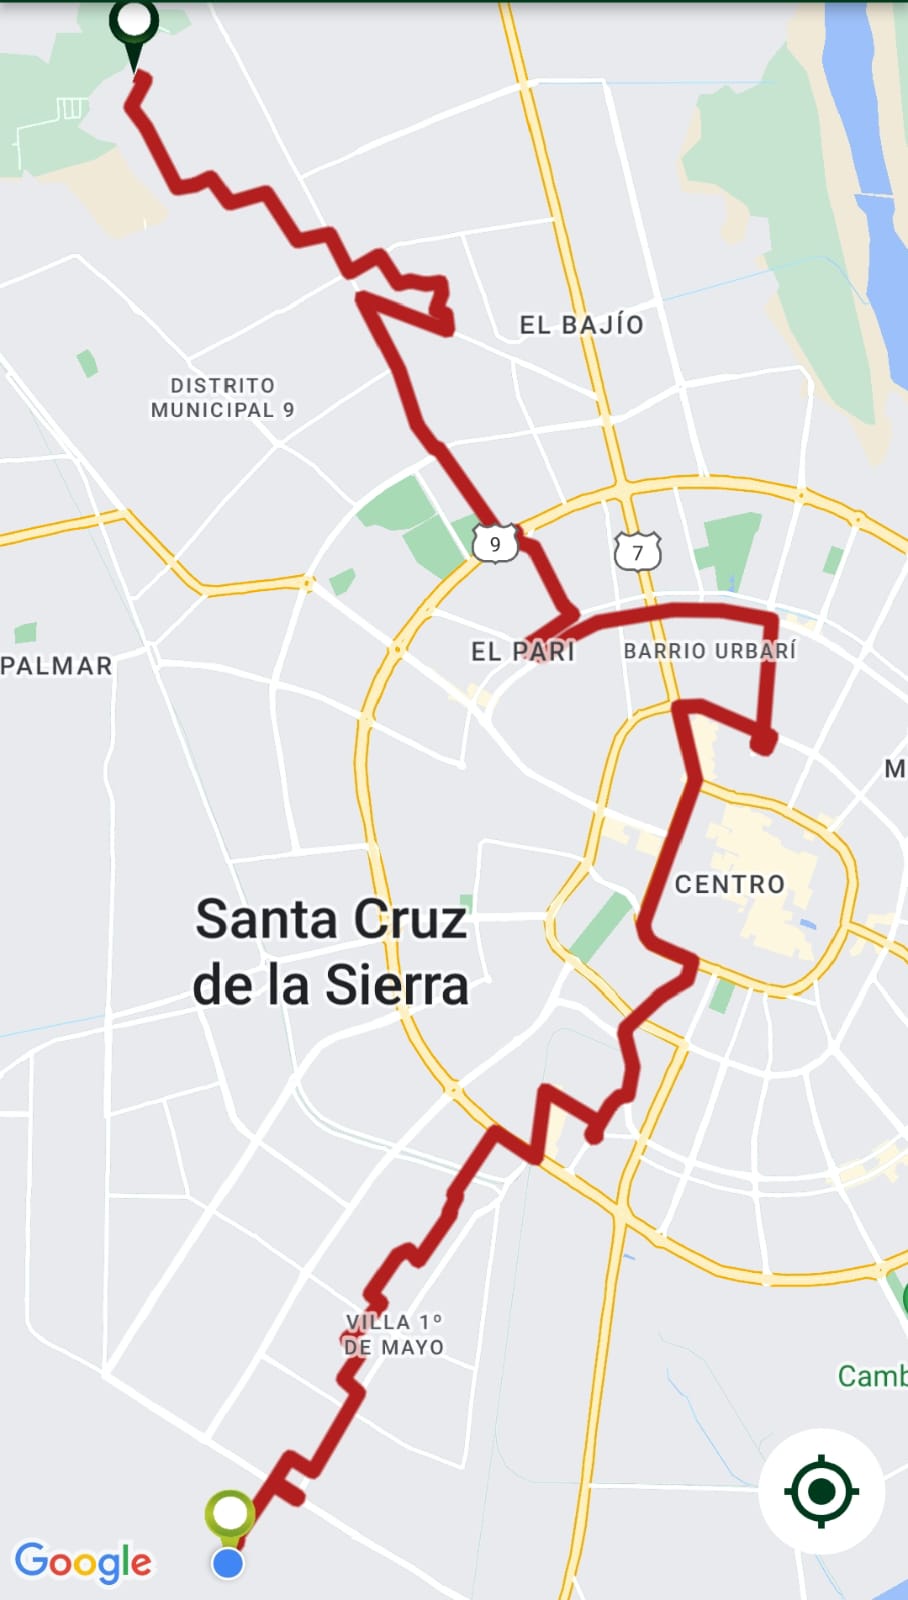 EL BAJÍO
DISTRITO
MUNICIPAL 9
9
7
EL PARI
BARRIO URBARÍ
PALMAR
M
CENTRO
Santa Cruz
de la Sierra
VILLA 1º
DE MAYO
Camb
Google